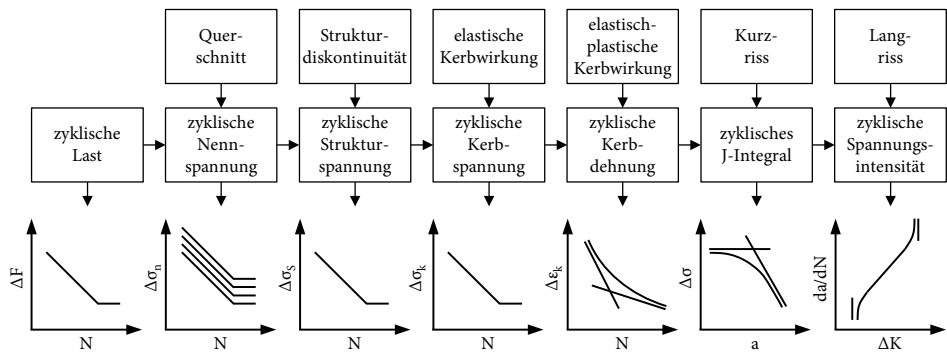 Quer-
schnitt
Struktur-
diskontinuität
elastische
Kerbwirkung
elastisch-
plastische
Kerbwirkung
Kurz-
riss
Lang-
riss
zyklische
Last
zyklische
Nenn-
spannung
zyklische
Struktur-
spannung
zyklische
Kerb-
spannung
zyklische
Kerb-
dehnung
zyklisches
J-Integral
zyklische
Spannungs-
intensität
ΔF
N
Δσn
N
ΔσS
N
Δσk
N
Δεk
N
Δσ
a
da/dN
ΔK